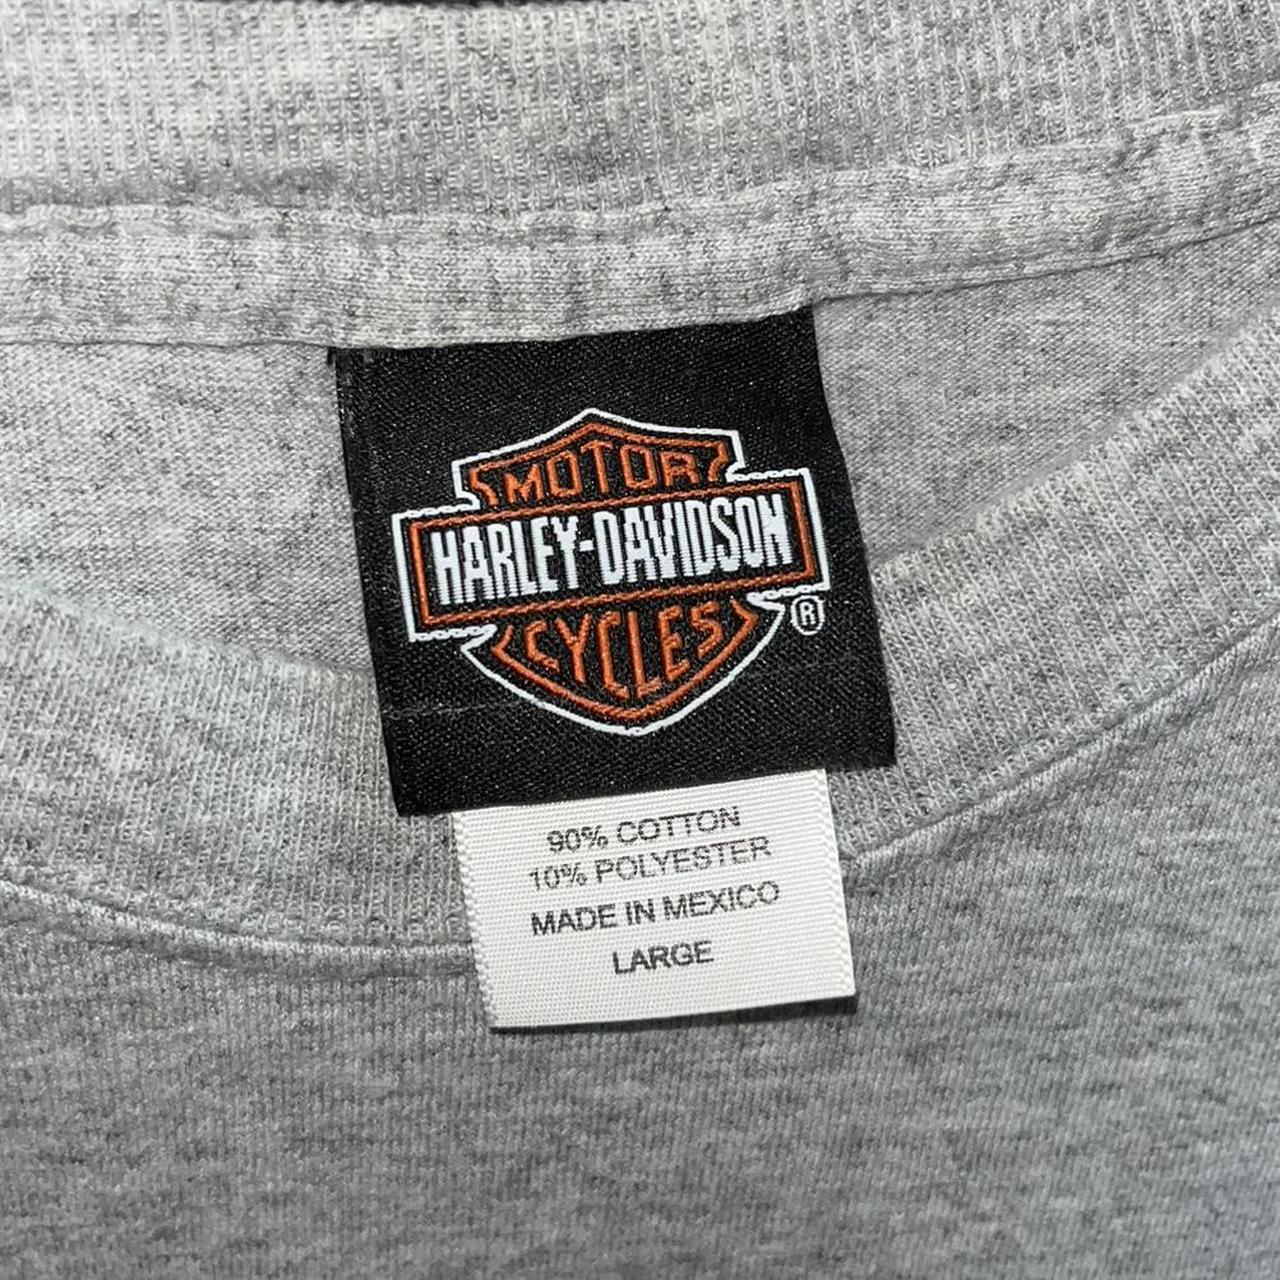 MOTOR
HARLEY-DAVIDSON
CYCLES
®
90% COTTON
10% POLYESTER
MADE IN MEXICO
LARGE